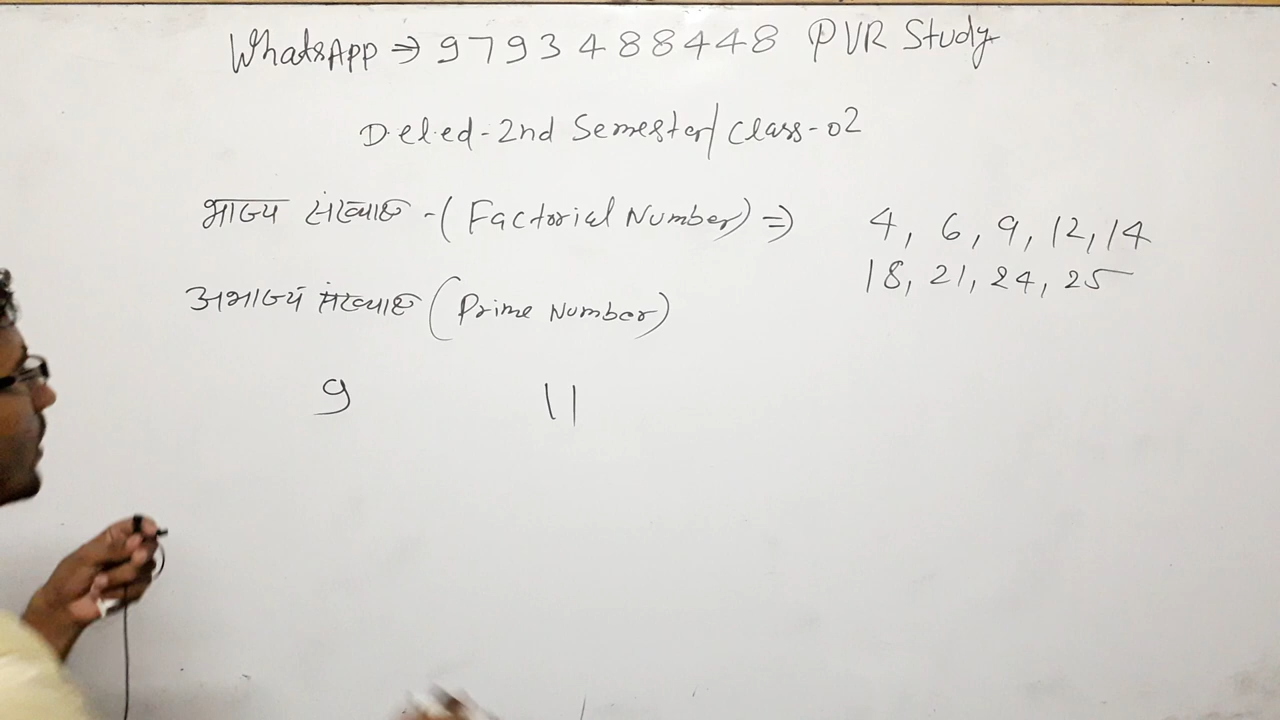 WhatsApp ⇒ 9793488448 PVR Study
D.el.ed-2nd Semester/Class-02
भाज्य संख्याएं -(Factorial Number) ⇒ 4, 6, 9, 12, 14
18, 21, 24, 25
अभाज्य संख्याएं (Prime Number)
9 11